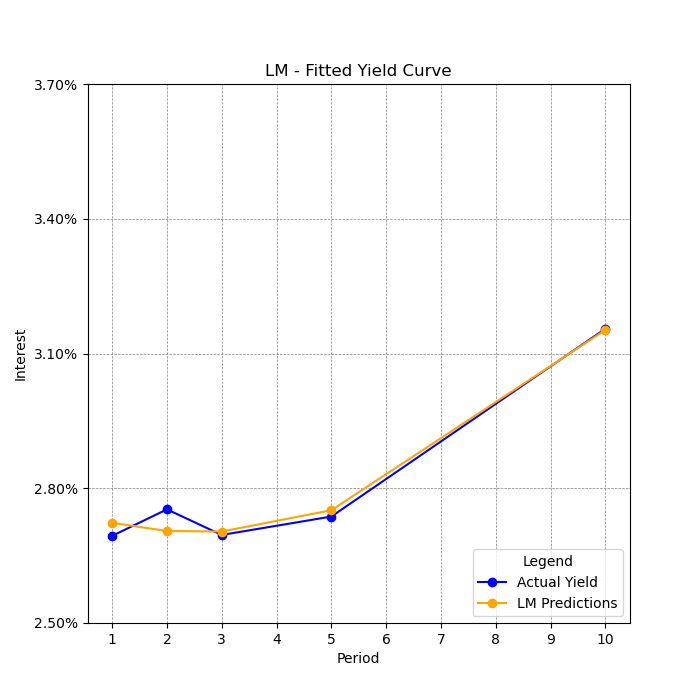 LM - Fitted Yield Curve
3.70%
3.40%
3.10%
2.80%
2.50%
Interest
Legend
Actual Yield
LM Predictions
1 2 3 4 5 6 7 8 9 10
Period